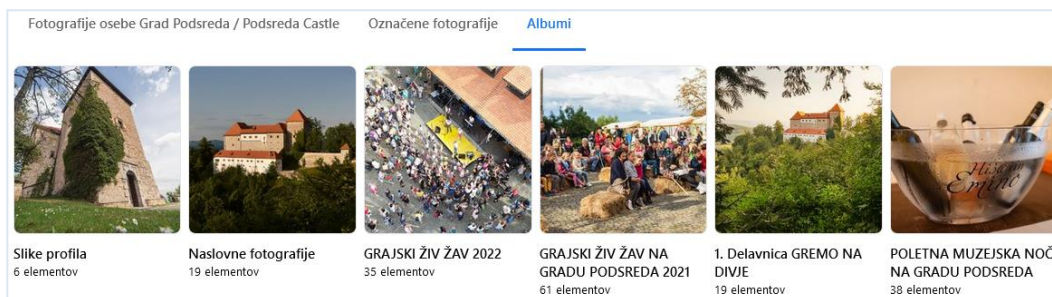 Fotografije osebe Grad Podsreda / Podsreda Castle
Označene fotografije
Albumi
Hiša
Emino
Slike profila
6 elementov
Naslovne fotografije
19 elementov
GRAJSKI ŽIV ŽAV 2022
35 elementov
GRAJSKI ŽIV ŽAV NA
GRADU PODSREDA 2021
61 elementov
1. Delavnica GREMO NA
DIVJE
19 elementov
POLETNA MUZEJSKA NOČ
NA GRADU PODSREDA
38 elementov